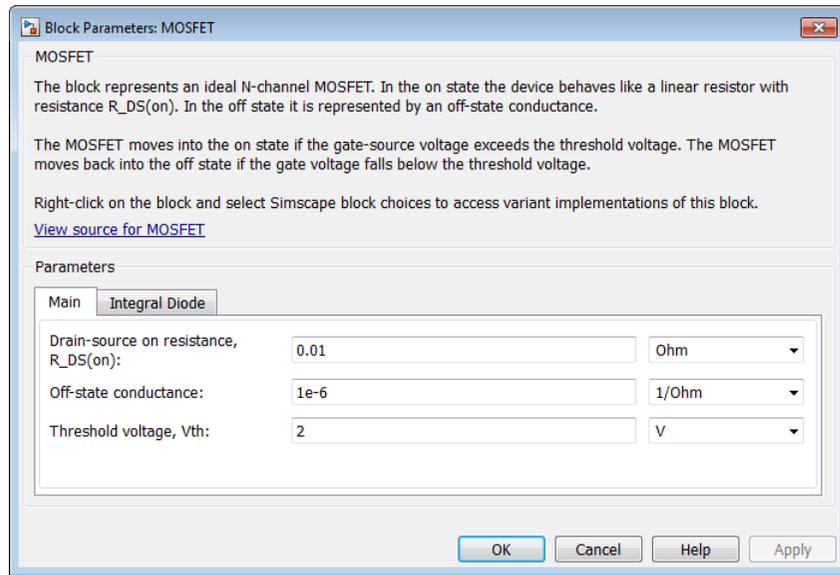 Block Parameters: MOSFET
MOSFET
The block represents an ideal N-channel MOSFET. In the on state the device behaves like a linear resistor with
resistance R_DS(on). In the off state it is represented by an off-state conductance.
The MOSFET moves into the on state if the gate-source voltage exceeds the threshold voltage. The MOSFET
moves back into the off state if the gate voltage falls below the threshold voltage.
Right-click on the block and select Simscape block choices to access variant implementations of this block.
View source for MOSFET
Parameters
Main Integral Diode
Drain-source on resistance,
R_DS(on): 0.01 Ohm
Off-state conductance: 1e-6 1/Ohm
Threshold voltage, Vth: 2 V
OK Cancel Help Apply